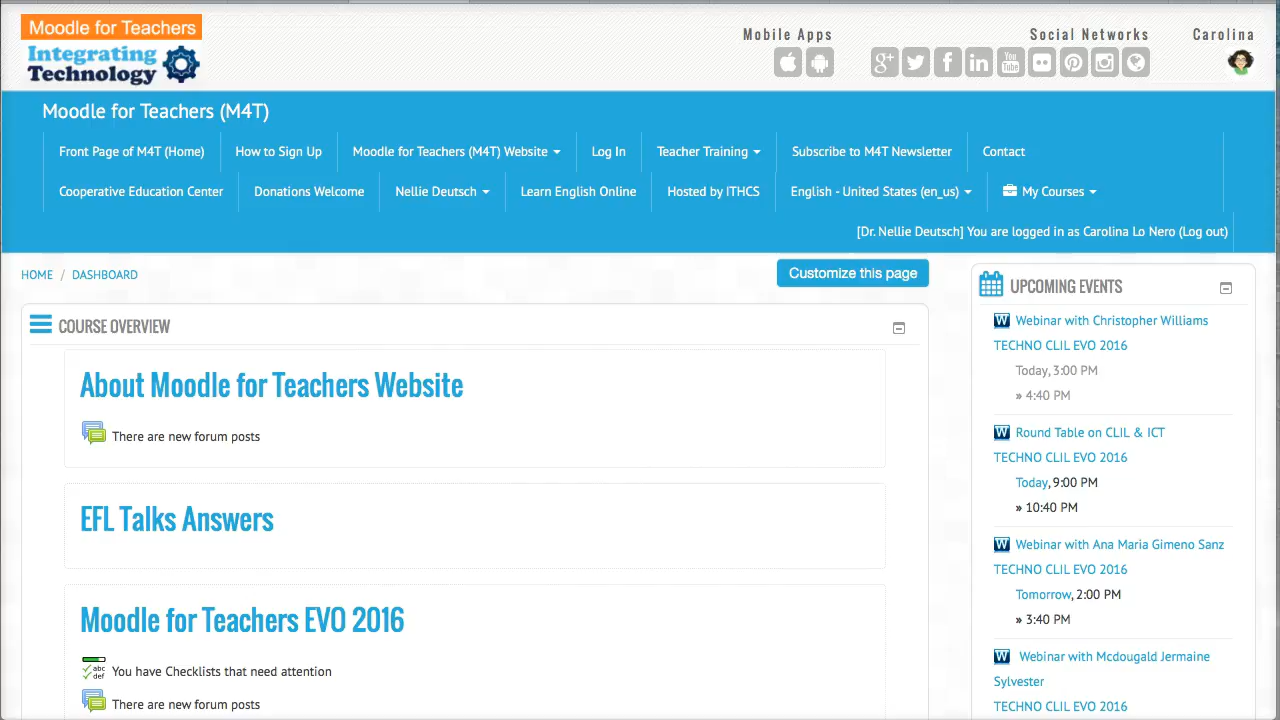 Moodle for Teachers
Integrating
Technology
Mobile Apps
Social Networks
Carolina
You
Tube
Moodle for Teachers (M4T)
Front Page of M4T (Home)
How to Sign Up
Moodle for Teachers (M4T) Website
Log In
Teacher Training
Subscribe to M4T Newsletter
Contact
Cooperative Education Center
Donations Welcome
Nellie Deutsch
Learn English Online
Hosted by ITHCS
English - United States (en_us)
My Courses
[Dr. Nellie Deutsch] You are logged in as Carolina Lo Nero (Log out)
HOME / DASHBOARD
Customize this page
COURSE OVERVIEW
About Moodle for Teachers Website
There are new forum posts
EFL Talks Answers
Moodle for Teachers EVO 2016
abc
def
You have Checklists that need attention
There are new forum posts
UPCOMING EVENTS
W Webinar with Christopher Williams
TECHNO CLIL EVO 2016
Today, 3:00 PM
» 4:40 PM
W Round Table on CLIL & ICT
TECHNO CLIL EVO 2016
Today, 9:00 PM
» 10:40 PM
W Webinar with Ana Maria Gimeno Sanz
TECHNO CLIL EVO 2016
Tomorrow, 2:00 PM
» 3:40 PM
W Webinar with Mcdougald Jermaine
Sylvester
TECHNO CLIL EVO 2016